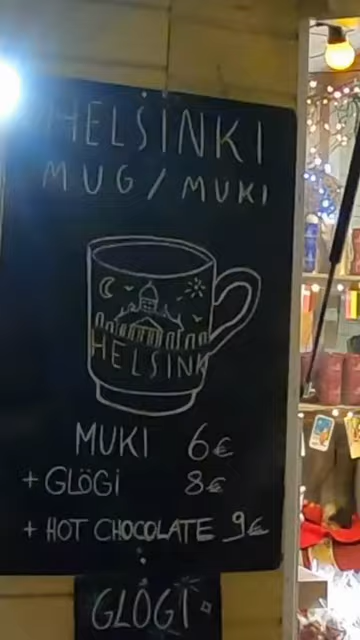 HELSINKI
MUG / MUKI
HELSINKI
MUKI 6€
+ GLÖGI 8€
+ HOT CHOCOLATE 9€
GLÖGI